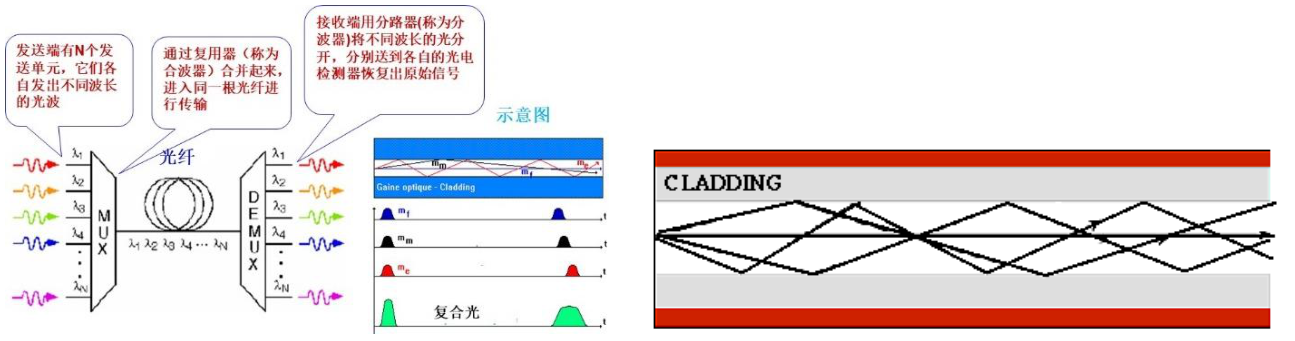 发送端有N个发
送单元，它们各
自发出不同波长
的光波
通过复用器（称为
合波器）合并起来，
进入同一根光纤进
行传输
接收端用分路器(称为分
波器)将不同波长的光分
开，分别送到各自的光电
检测器恢复出原始信号
示意图
光纤
λ1
λ2
λ3
λ4
λN
MUX
λ1 λ2 λ3 λ4 ··· λN
DEMUX
λ1
λ2
λ3
λ4
λN
mm
me
mf
Gaine optique - Cladding
mf
t
mm
t
me
t
复合光
t
CLADDING